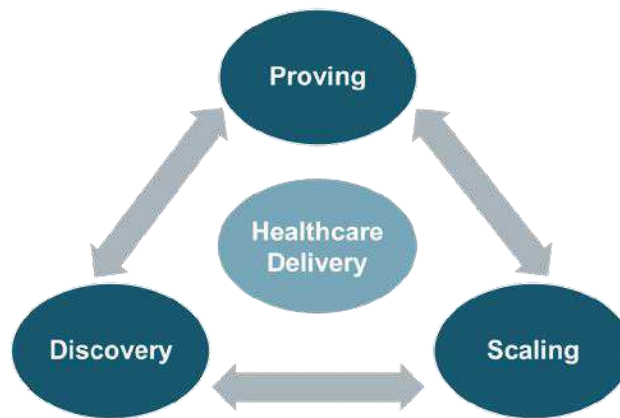 Proving
Healthcare
Delivery
Discovery
Scaling